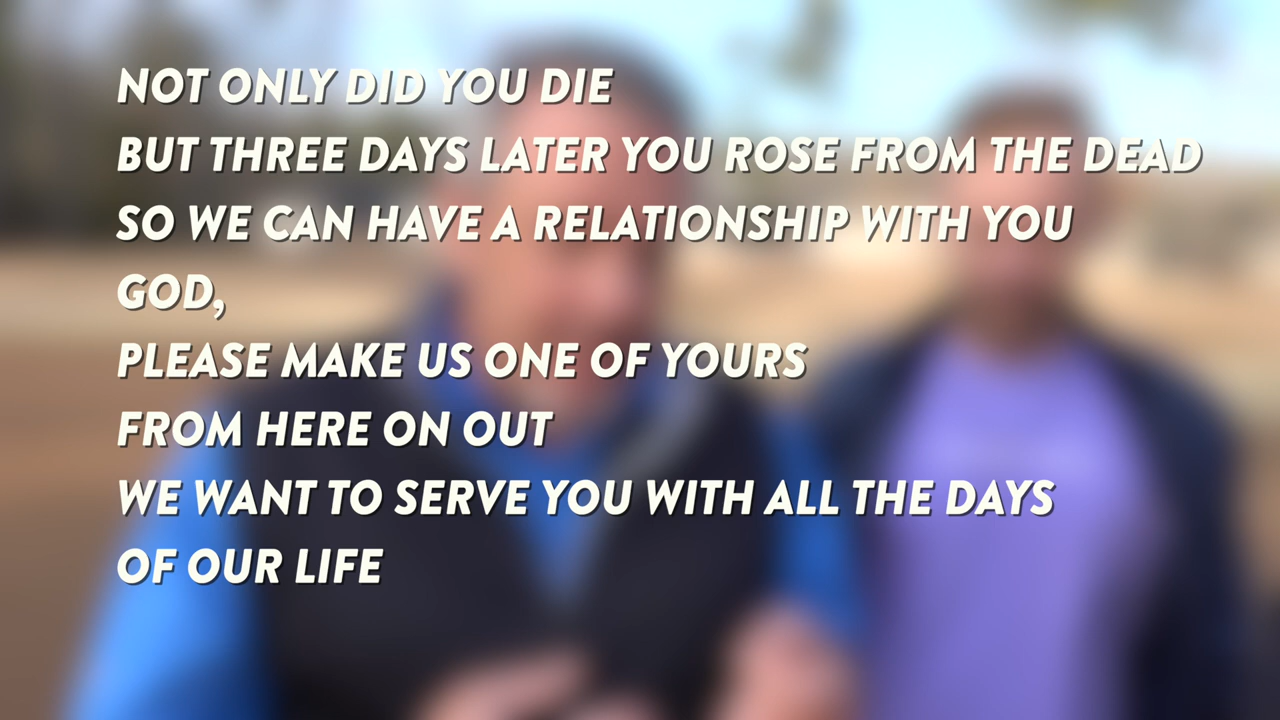 NOT ONLY DID YOU DIE
BUT THREE DAYS LATER YOU ROSE FROM THE DEAD
SO WE CAN HAVE A RELATIONSHIP WITH YOU
GOD,
PLEASE MAKE US ONE OF YOURS
FROM HERE ON OUT
WE WANT TO SERVE YOU WITH ALL THE DAYS
OF OUR LIFE